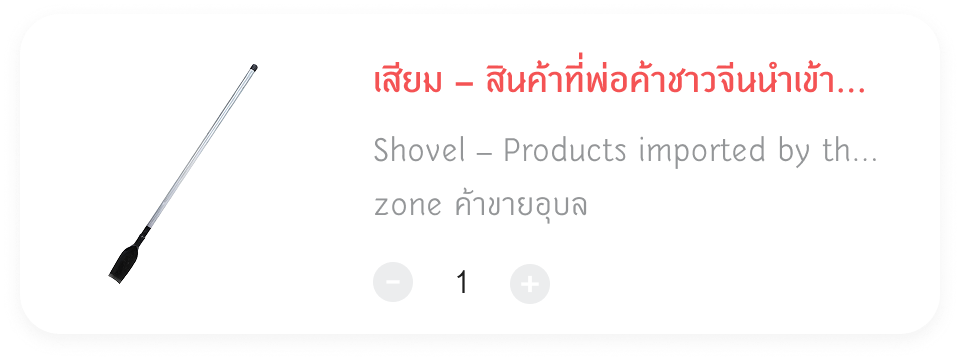 เสียม – สินค้าที่พ่อค้าชาวจีนนำเข้า...
Shovel – Products imported by th...
zone ค้าขายอุบล
1